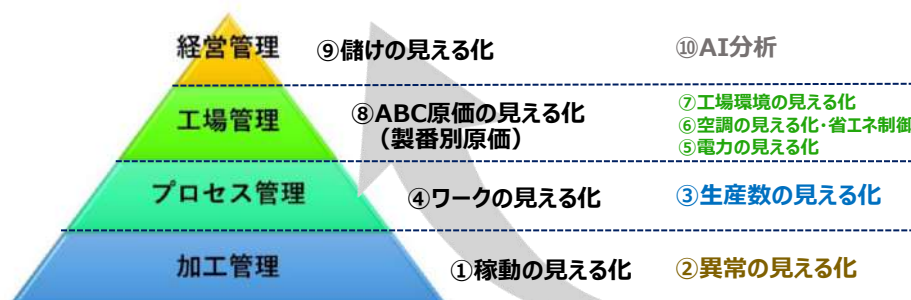 経営管理
①儲けの見える化
⑩AI分析
工場管理
⑧ABC原価の見える化
（製番別原価）
⑦工場環境の見える化
⑥空調の見える化・省エネ制御
⑤電力の見える化
プロセス管理
④ワークの見える化
③生産数の見える化
加工管理
①稼動の見える化
②異常の見える化